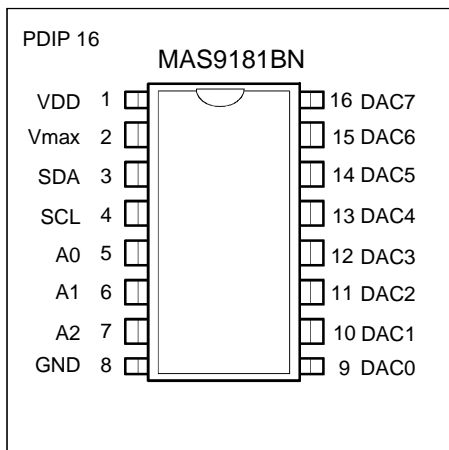 PDIP 16
MAS9181BN
VDD 1 16 DAC7
Vmax 2 15 DAC6
SDA 3 14 DAC5
SCL 4 13 DAC4
A0 5 12 DAC3
A1 6 11 DAC2
A2 7 10 DAC1
GND 8 9 DAC0